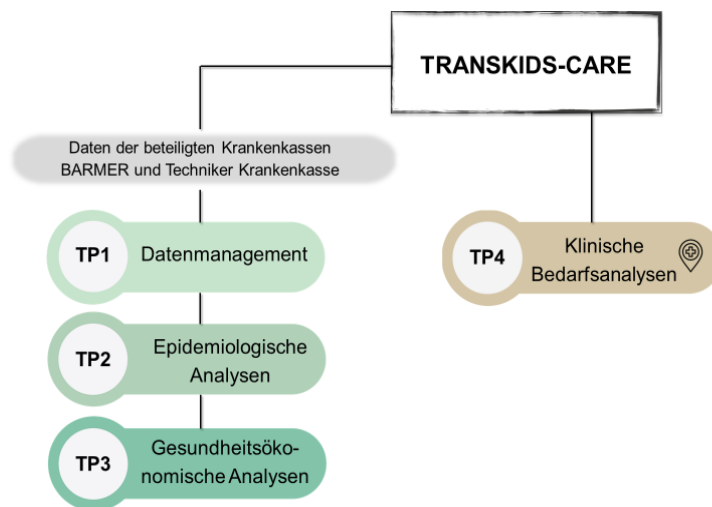 TRANSKIDS-CARE
Daten der beteiligten Krankenkassen
BARMER und Techniker Krankenkasse
TP1
Datenmanagement
TP2
Epidemiologische
Analysen
TP3
Gesundheitsöko-
nomische Analysen
TP4
Klinische
Bedarfsanalysen